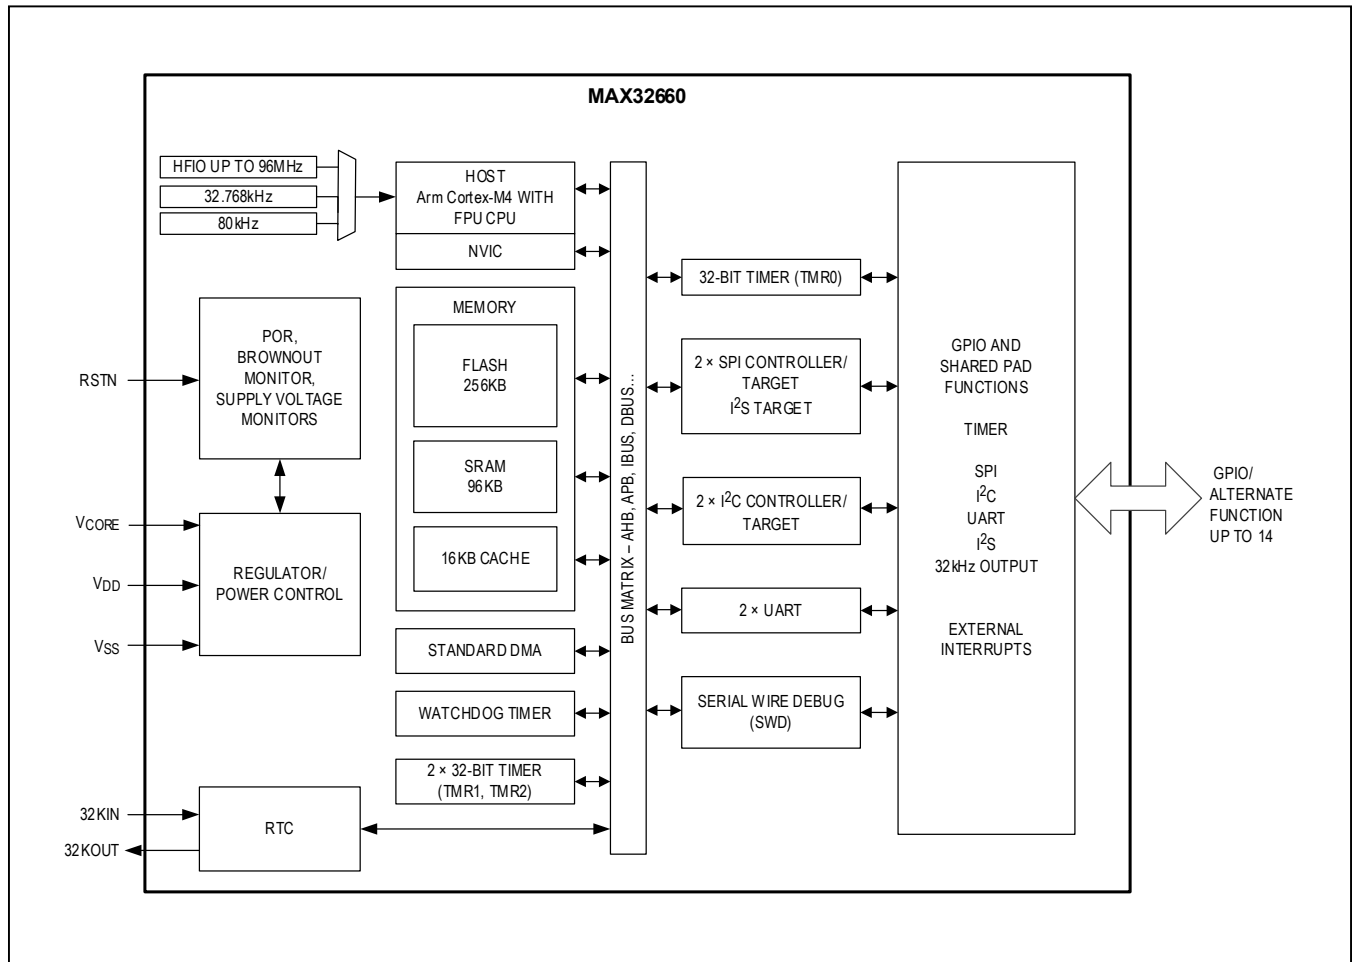 MAX32660
HFIO UP TO 96MHz
32.768kHz
80kHz
HOST
Arm Cortex-M4 WITH
FPU CPU
NVIC
MEMORY
FLASH
256KB
SRAM
96KB
16KB CACHE
STANDARD DMA
WATCHDOG TIMER
2 × 32-BIT TIMER
(TMR1, TMR2)
RSTN
POR,
BROWNOUT
MONITOR,
SUPPLY VOLTAGE
MONITORS
VCORE
VDD
VSS
REGULATOR/
POWER CONTROL
32KIN
32KOUT
RTC
BUS MATRIX – AHB, APB, IBUS, DBUS...
32-BIT TIMER (TMR0)
2 × SPI CONTROLLER/
TARGET
I²S TARGET
2 × I²C CONTROLLER/
TARGET
2 × UART
SERIAL WIRE DEBUG
(SWD)
GPIO AND
SHARED PAD
FUNCTIONS
TIMER
SPI
I²C
UART
I²S
32kHz OUTPUT
EXTERNAL
INTERRUPTS
GPIO/
ALTERNATE
FUNCTION
UP TO 14